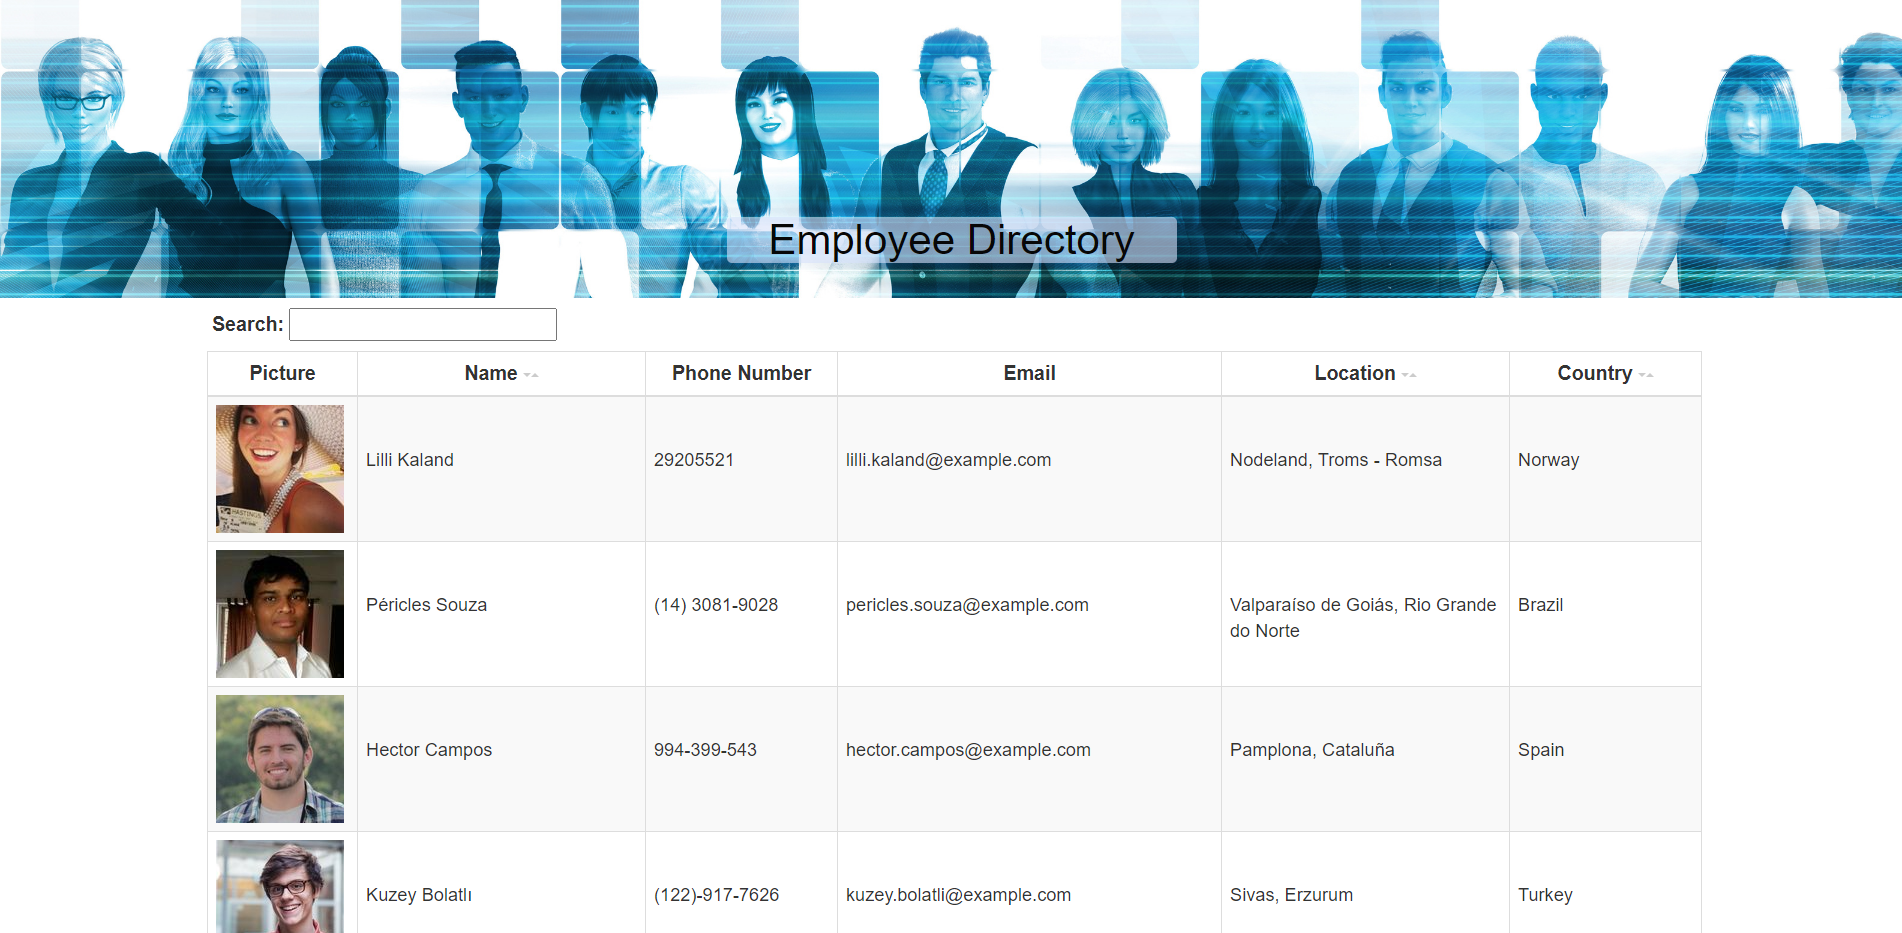 Employee Directory
Search:
Picture Name Phone Number Email Location Country
HASTINGS
Lilli Kaland 29205521 lilli.kaland@example.com Nodeland, Troms - Romsa Norway
Péricles Souza (14) 3081-9028 pericles.souza@example.com Valparaíso de Goiás, Rio Grande Brazil
do Norte
Hector Campos 994-399-543 hector.campos@example.com Pamplona, Cataluña Spain
Kuzey Bolatlı (122)-917-7626 kuzey.bolatli@example.com Sivas, Erzurum Turkey